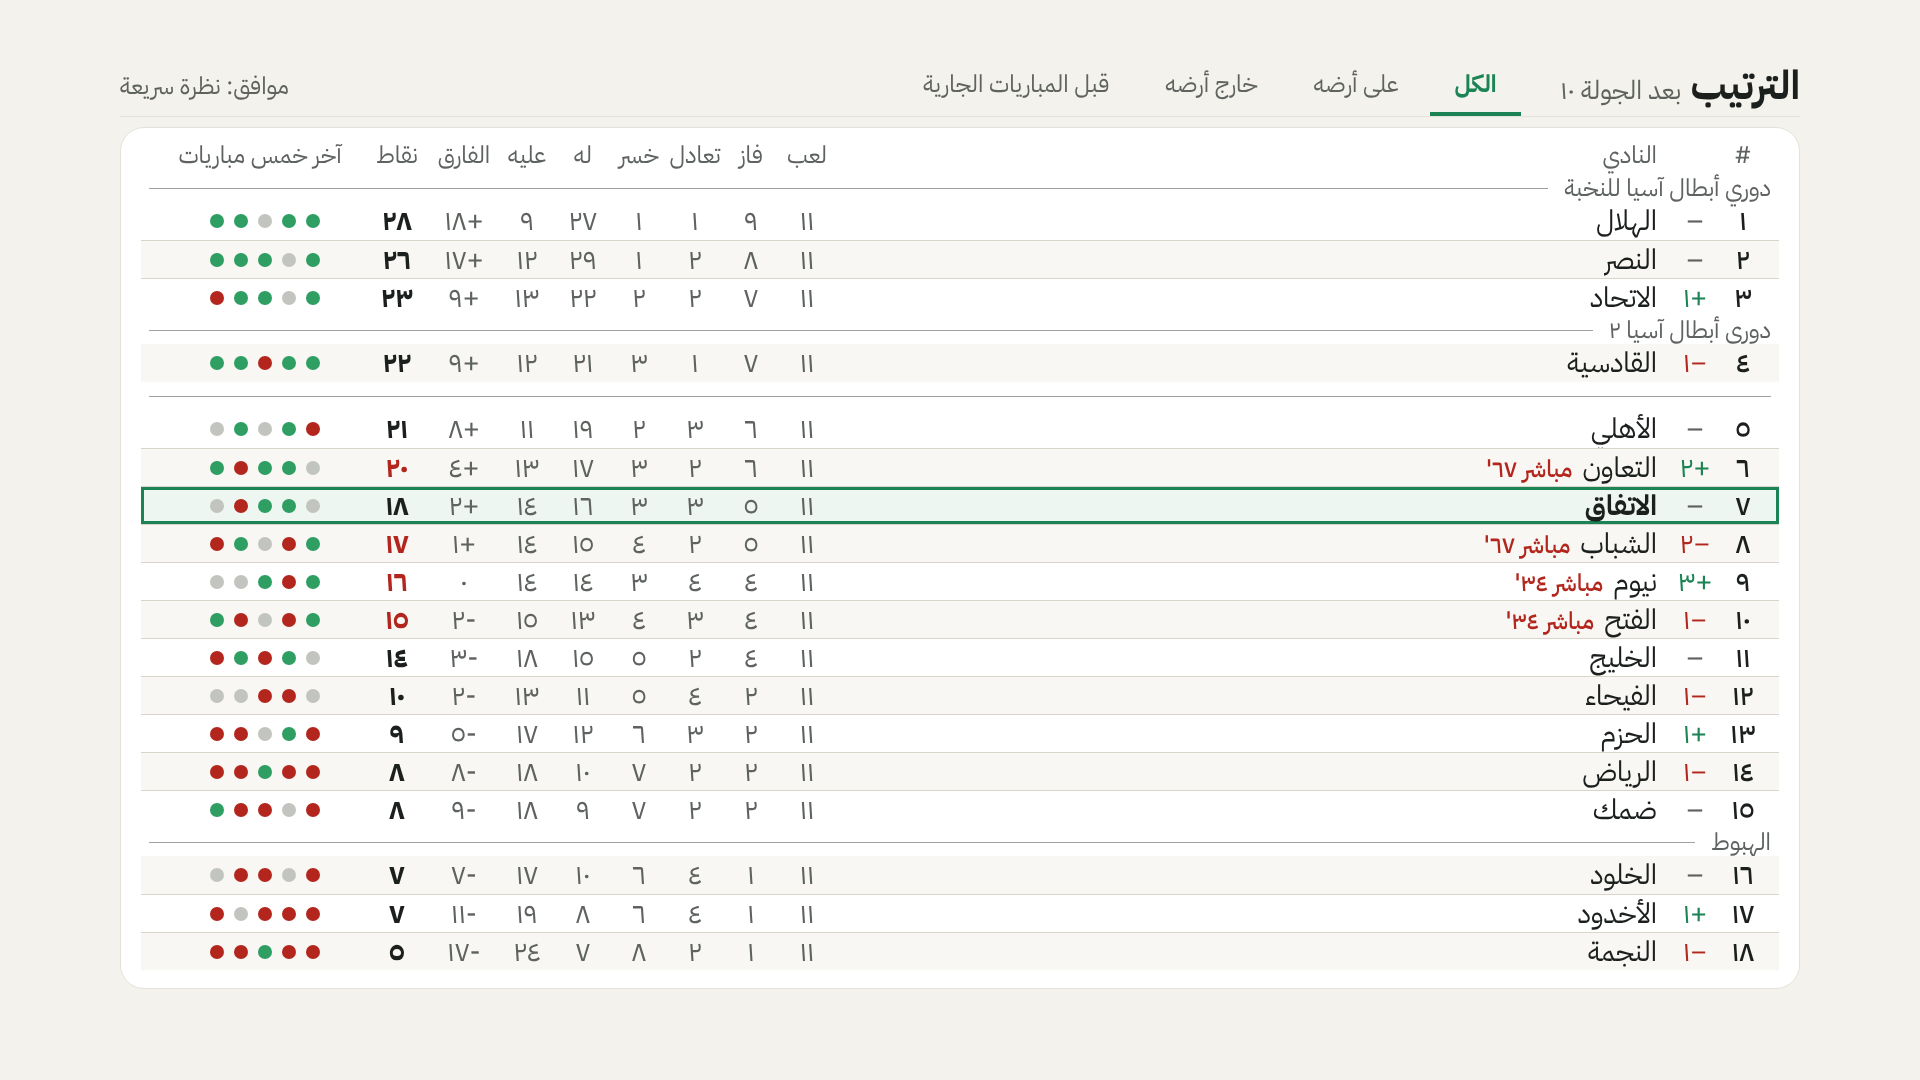 الترتيب بعد الجولة ١٠ الكل على أرضه خارج أرضه قبل المباريات الجارية موافق: نظرة سريعة
# النادي لعب فاز تعادل خسر له عليه الفارق نقاط آخر خمس مباريات
دوري أبطال آسيا للنخبة
١ – الهلال ١١ ٩ ١ ١ ٢٧ ٩ +١٨ ٢٨
٢ – النصر ١١ ٨ ٢ ١ ٢٩ ١٢ +١٧ ٢٦
٣ +١ الاتحاد ١١ ٧ ٢ ٢ ٢٢ ١٣ +٩ ٢٣
دوري أبطال آسيا ٢
٤ –١ القادسية ١١ ٧ ١ ٣ ٢١ ١٢ +٩ ٢٢
٥ – الأهلي ١١ ٦ ٣ ٢ ١٩ ١١ +٨ ٢١
٦ +٢ التعاون مباشر ٦٧' ١١ ٦ ٢ ٣ ١٧ ١٣ +٤ ٢٠
٧ – الاتفاق ١١ ٥ ٣ ٣ ١٦ ١٤ +٢ ١٨
٨ –٢ الشباب مباشر ٦٧' ١١ ٥ ٢ ٤ ١٥ ١٤ +١ ١٧
٩ +٣ نيوم مباشر ٣٤' ١١ ٤ ٤ ٣ ١٤ ١٤ ٠ ١٦
١٠ –١ الفتح مباشر ٣٤' ١١ ٤ ٣ ٤ ١٣ ١٥ -٢ ١٥
١١ – الخليج ١١ ٤ ٢ ٥ ١٥ ١٨ -٣ ١٤
١٢ –١ الفيحاء ١١ ٢ ٤ ٥ ١١ ١٣ -٢ ١٠
١٣ +١ الحزم ١١ ٢ ٣ ٦ ١٢ ١٧ -٥ ٩
١٤ –١ الرياض ١١ ٢ ٢ ٧ ١٠ ١٨ -٨ ٨
١٥ – ضمك ١١ ٢ ٢ ٧ ٩ ١٨ -٩ ٨
الهبوط
١٦ – الخلود ١١ ١ ٤ ٦ ١٠ ١٧ -٧ ٧
١٧ +١ الأخدود ١١ ١ ٤ ٦ ٨ ١٩ -١١ ٧
١٨ –١ النجمة ١١ ١ ٢ ٨ ٧ ٢٤ -١٧ ٥